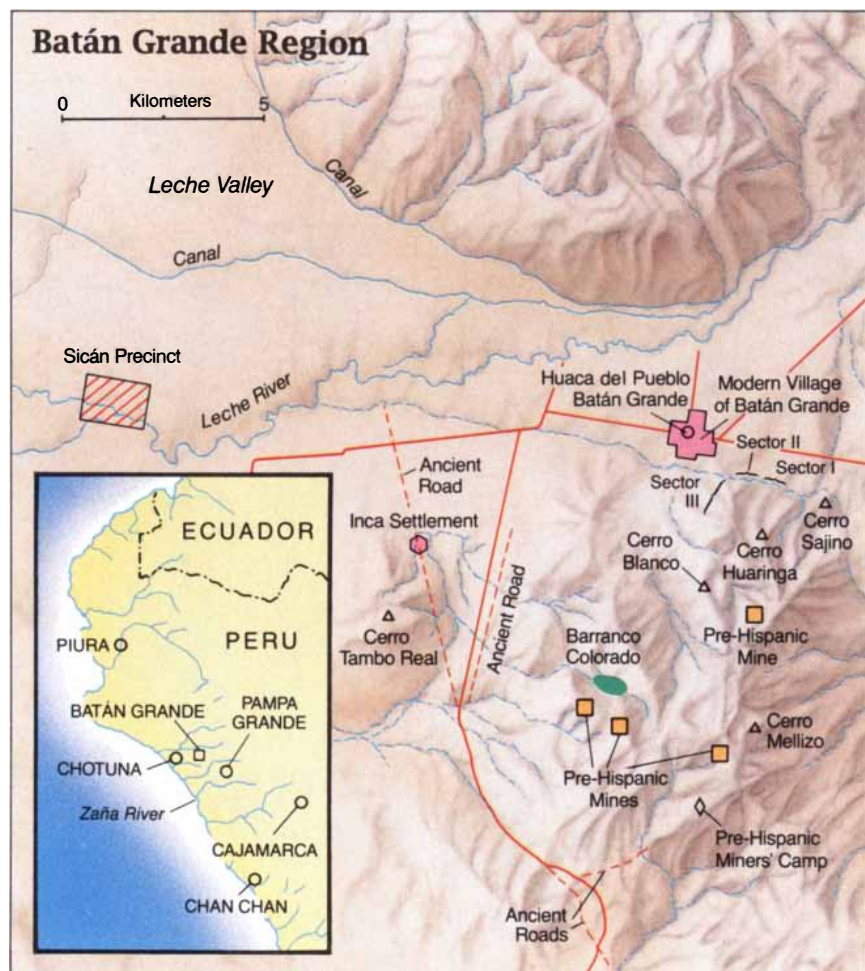 Batán Grande Region
0 Kilometers 5
Leche Valley
Canal
Canal
Sicán Precinct
Leche River
Huaca del Pueblo
Batán Grande
Modern Village
of Batán Grande
Sector II
Sector I
Sector
III
Ancient
Road
Inca Settlement
Cerro
Sajino
Cerro
Huaringa
Cerro
Blanco
Pre-Hispanic
Mine
Ancient Road
Cerro
Tambo Real
Barranco
Colorado
Cerro
Mellizo
Pre-Hispanic
Mines
Pre-Hispanic
Miners' Camp
Ancient
Roads
ECUADOR
PERU
PIURA
BATÁN GRANDE
PAMPA
GRANDE
CHOTUNA
Zaña River
CAJAMARCA
CHAN CHAN